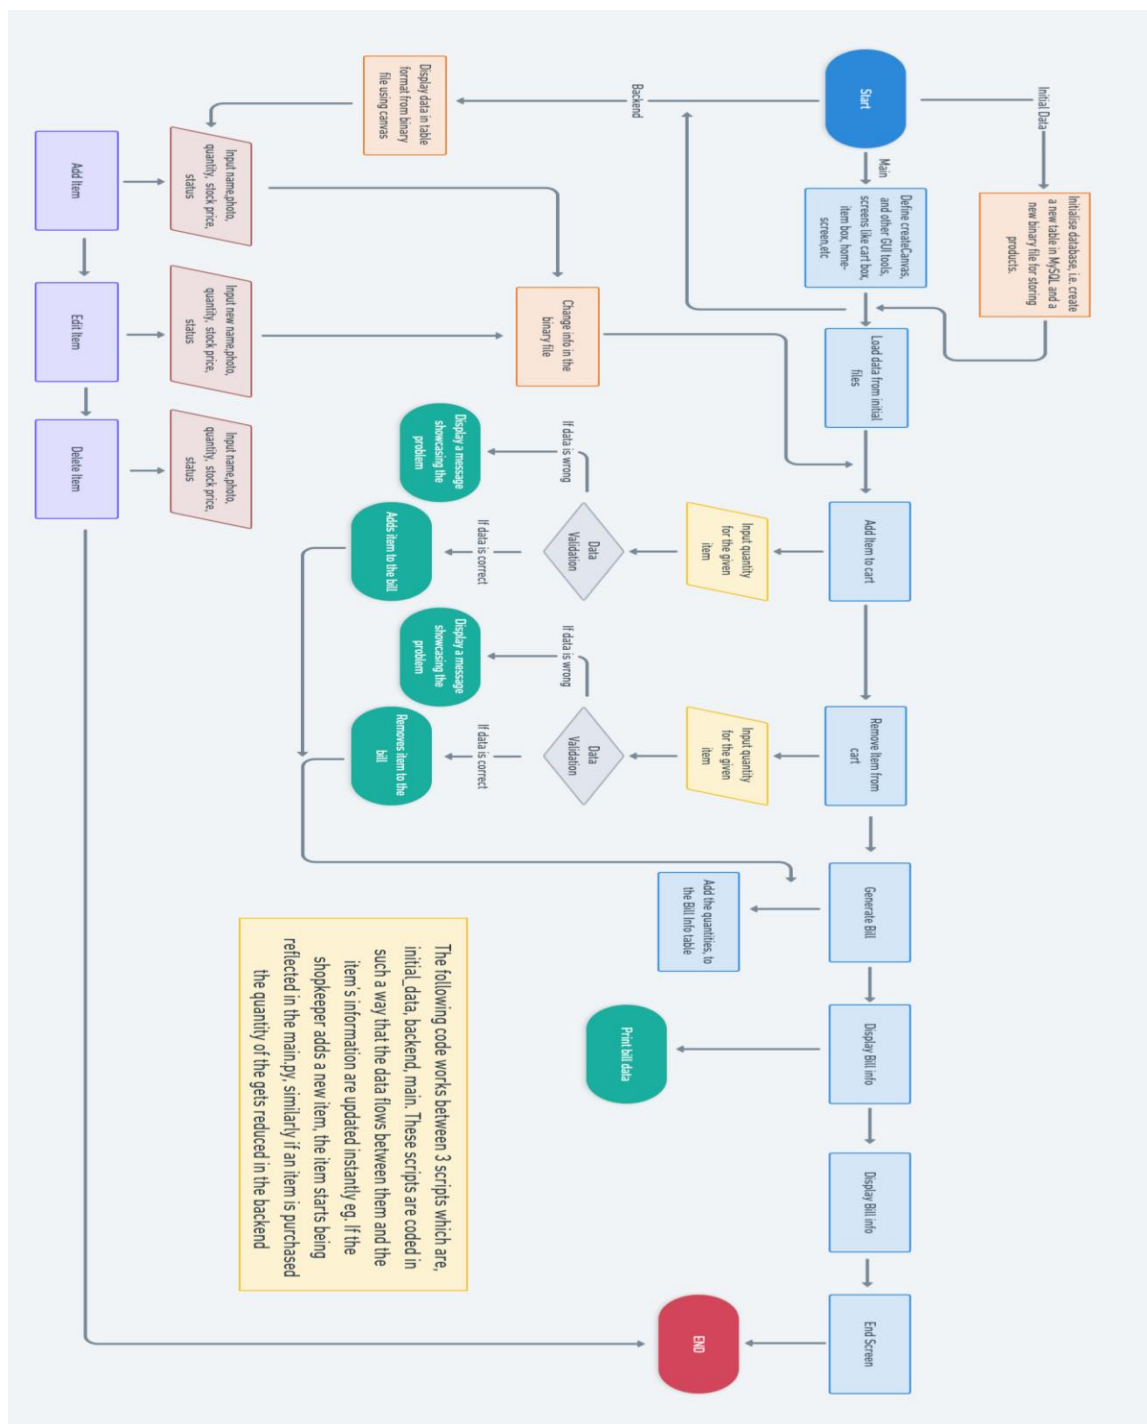 Start
Initial Data
Initialise database, i.e. create
a new table in MySQL and a
new binary file for storing
products.
Main
Define createCanvas,
and other GUI tools,
screens like cart box,
item box, home-
screen,etc
Load data from initial
files
Add Item to cart
Remove Item from
cart
Generate Bill
Display Bill info
Display Bill info
End Screen
END
Backend
Display data in table
format from binary
file using canvas
Change info in the
binary file
Input quantity
for the given
item
Data
Validation
If data is wrong
Display a message
showcasing the
problem
If data is correct
Adds item to the bill
Input quantity
for the given
item
Data
Validation
If data is wrong
Display a message
showcasing the
problem
If data is correct
Removes item to the
bill
Add the quantities, to
the Bill Info table
Print bill data
Input name,photo,
quantity, stock price,
status
Input new name,photo,
quantity, stock price,
status
Input name,photo,
quantity, stock price,
status
Add Item
Edit Item
Delete Item
The following code works between 3 scripts which are,
initial_data, backend, main. These scripts are coded in
such a way that the data flows between them and the
item's information are updated instantly eg. If the
shopkeeper adds a new item, the item starts being
reflected in the main.py, similarly if an item is purchased
the quantity of the gets reduced in the backend